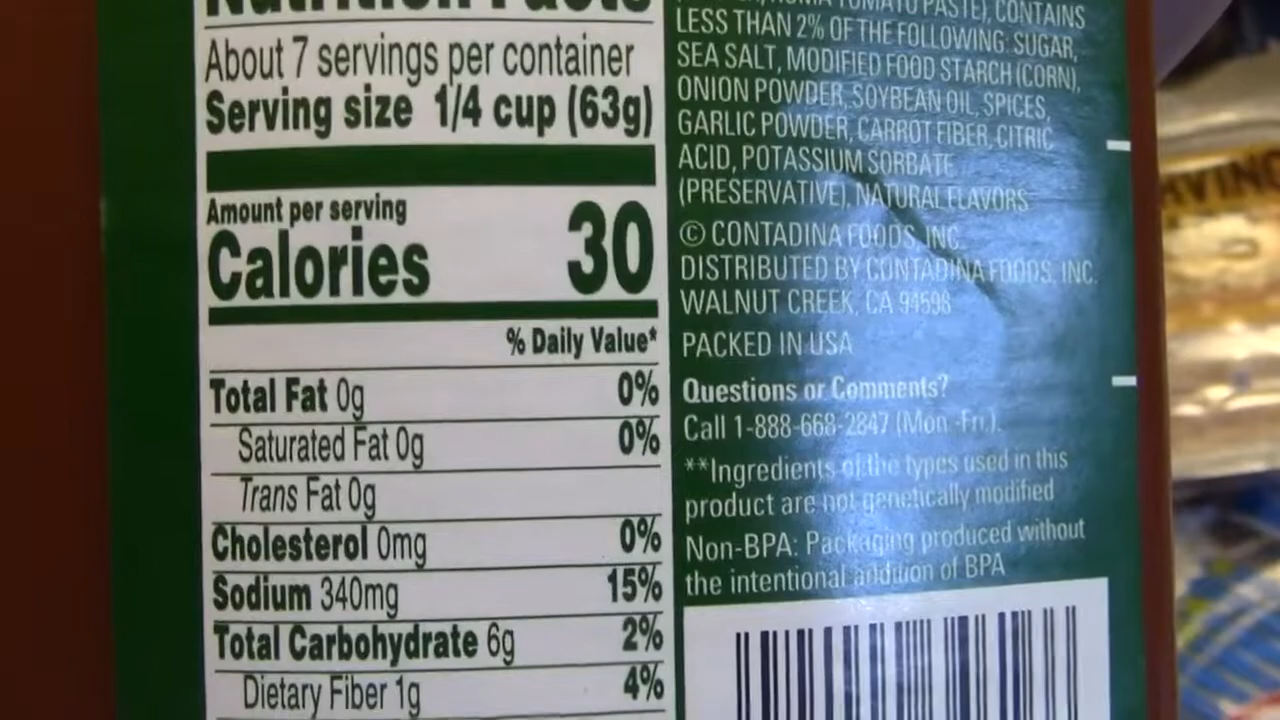 Nutrition Facts
About 7 servings per container
Serving size 1/4 cup (63g)
Amount per serving
Calories 30
% Daily Value*
Total Fat 0g 0%
Saturated Fat 0g 0%
Trans Fat 0g
Cholesterol 0mg 0%
Sodium 340mg 15%
Total Carbohydrate 6g 2%
Dietary Fiber 1g 4%
TOMATO PASTE), CONTAINS
LESS THAN 2% OF THE FOLLOWING: SUGAR,
SEA SALT, MODIFIED FOOD STARCH (CORN),
ONION POWDER, SOYBEAN OIL, SPICES,
GARLIC POWDER, CARROT FIBER, CITRIC
ACID, POTASSIUM SORBATE
(PRESERVATIVE), NATURAL FLAVORS
© CONTADINA FOODS, INC.
DISTRIBUTED BY CONTADINA FOODS, INC.
WALNUT CREEK, CA 94598
PACKED IN USA
Questions or Comments?
Call 1-888-668-2847 (Mon.-Fri.).
**Ingredients of the types used in this
product are not genetically modified
Non-BPA: Packaging produced without
the intentional addition of BPA